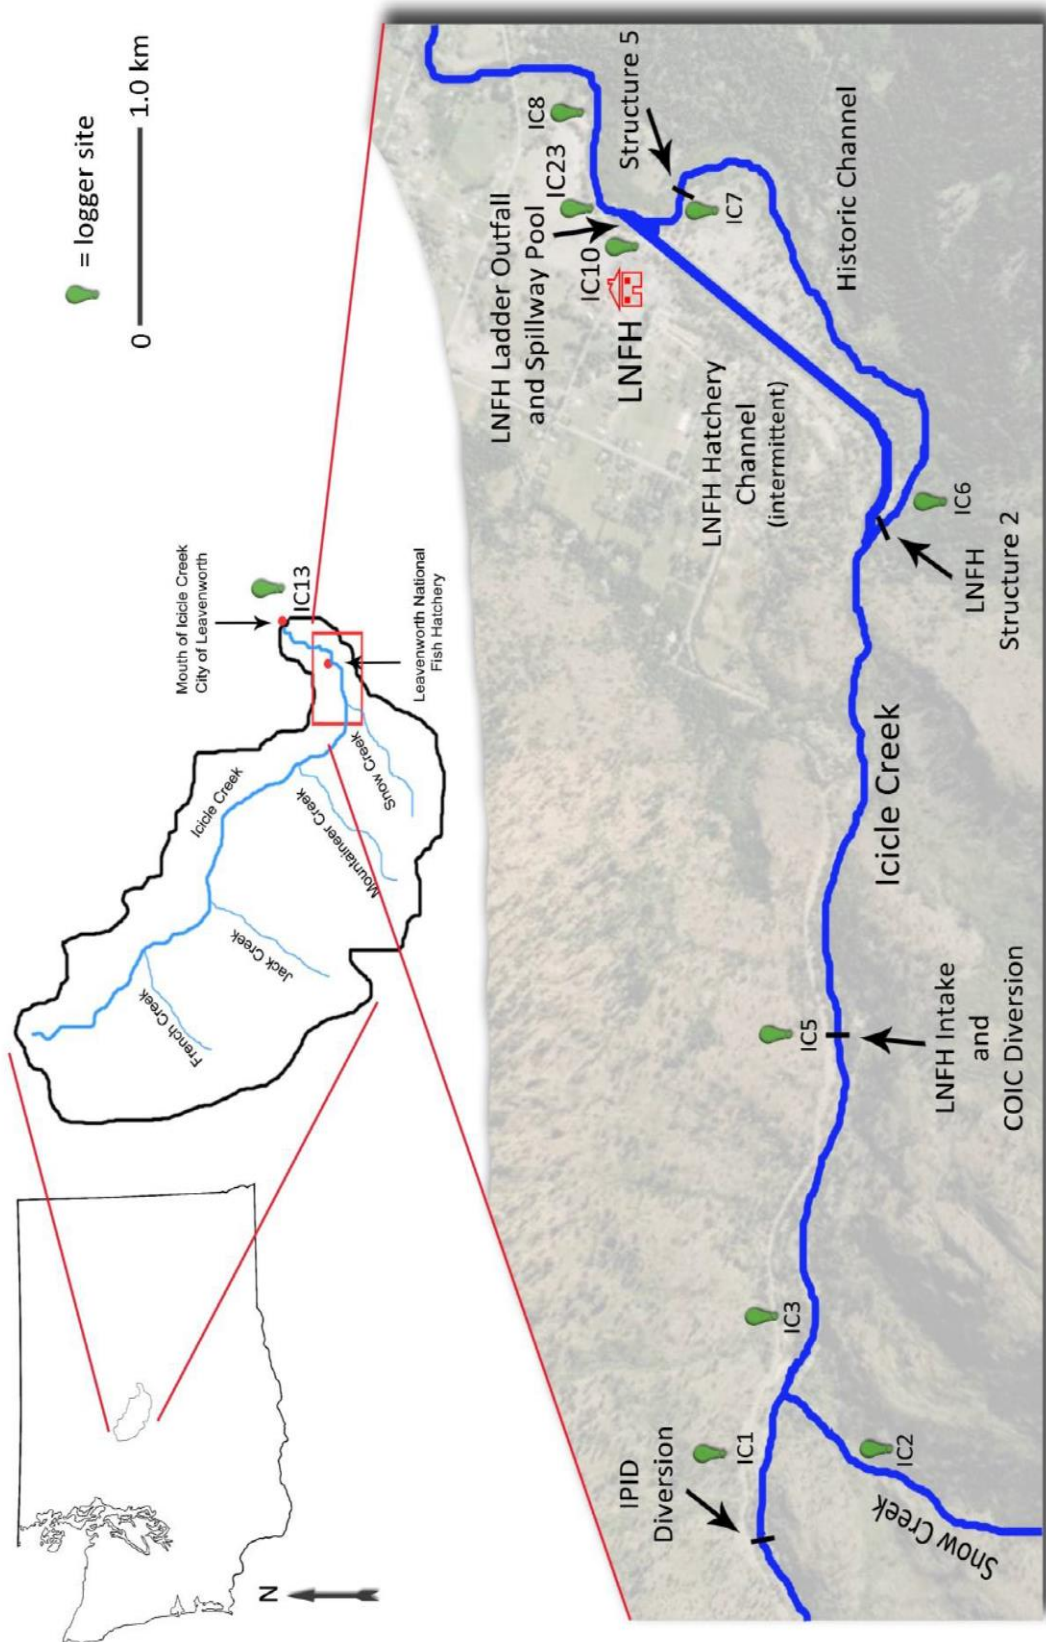 N
Mouth of Icicle Creek
City of Leavenworth
IC13
Leavenworth National
Fish Hatchery
Icicle Creek
French Creek
Jack Creek
Mountaineer Creek
Snow Creek
= logger site
0
1.0 km
IPID
Diversion
IC1
IC2
Snow Creek
IC3
IC5
LNFH Intake
and
COIC Diversion
Icicle Creek
LNFH
Structure 2
IC6
LNFH Hatchery
Channel
(intermittent)
LNFH
IC10
LNFH Ladder Outfall
and Spillway Pool
IC23
IC8
Structure 5
IC7
Historic Channel